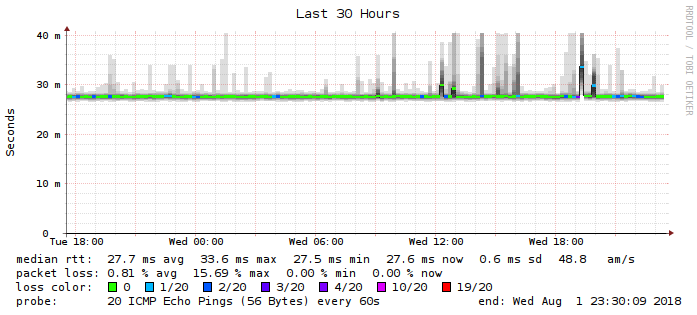 Last 30 Hours
RRDTOOL / TOBI OETIKER
Seconds
40 m
30 m
20 m
10 m
0
Tue 18:00 Wed 00:00 Wed 06:00 Wed 12:00 Wed 18:00
median rtt: 27.7 ms avg 33.6 ms max 27.5 ms min 27.6 ms now 0.6 ms sd 48.8 am/s
packet loss: 0.81 % avg 15.69 % max 0.00 % min 0.00 % now
loss color: 0 1/20 2/20 3/20 4/20 10/20 19/20
probe: 20 ICMP Echo Pings (56 Bytes) every 60s end: Wed Aug 1 23:30:09 2018